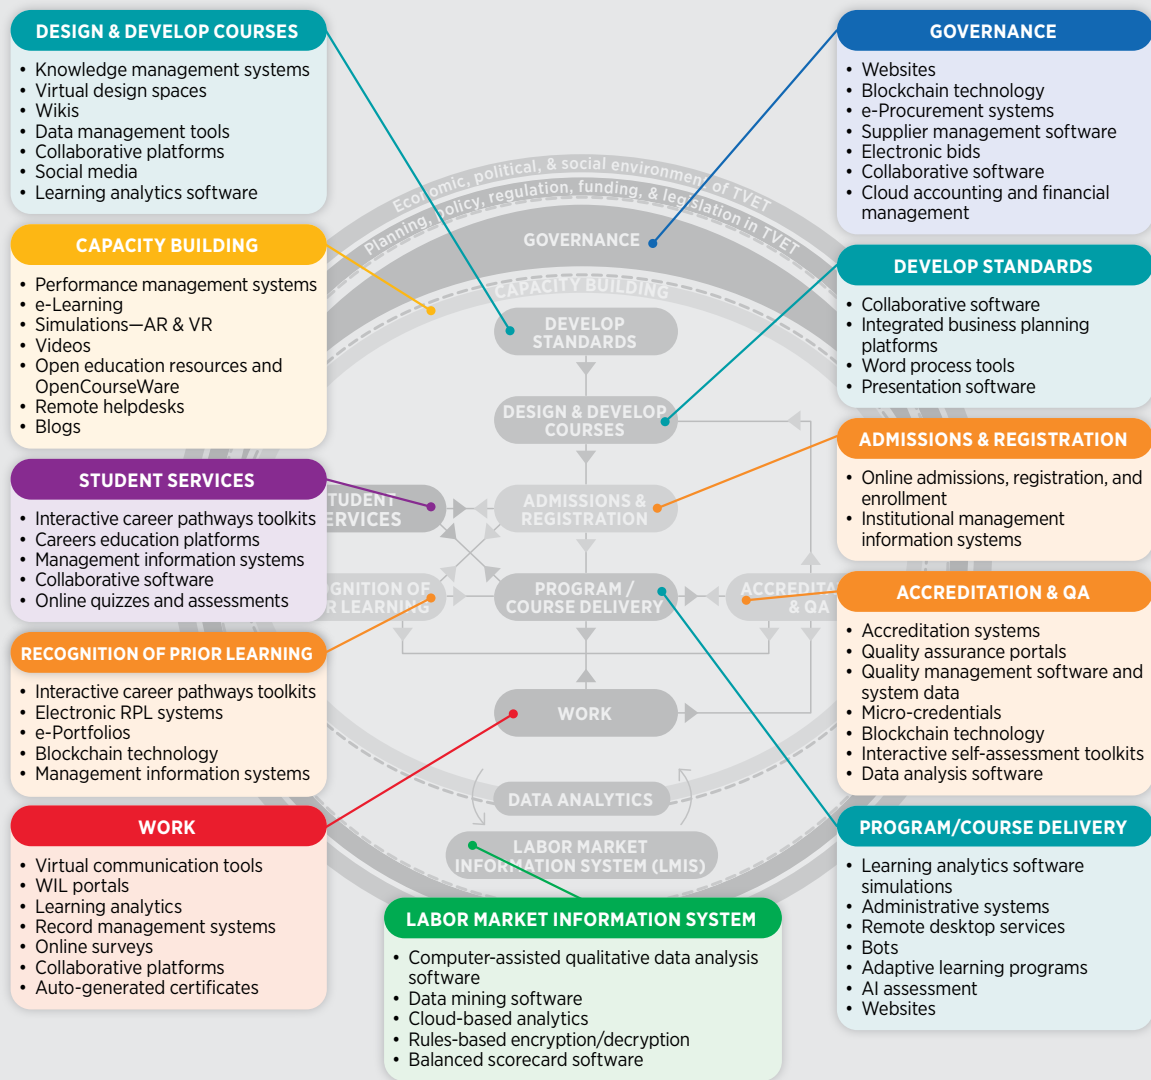 DESIGN & DEVELOP COURSES
• Knowledge management systems
• Virtual design spaces
• Wikis
• Data management tools
• Collaborative platforms
• Social media
• Learning analytics software
CAPACITY BUILDING
• Performance management systems
• e-Learning
• Simulations—AR & VR
• Videos
• Open education resources and
OpenCourseWare
• Remote helpdesks
• Blogs
STUDENT SERVICES
• Interactive career pathways toolkits
• Careers education platforms
• Management information systems
• Collaborative software
• Online quizzes and assessments
RECOGNITION OF PRIOR LEARNING
• Interactive career pathways toolkits
• Electronic RPL systems
• e-Portfolios
• Blockchain technology
• Management information systems
WORK
• Virtual communication tools
• WIL portals
• Learning analytics
• Record management systems
• Online surveys
• Collaborative platforms
• Auto-generated certificates
Economic, political, & social environment of TVET
Planning, policy, regulation, funding, & legislation in TVET
GOVERNANCE
CAPACITY BUILDING
DEVELOP
STANDARDS
DESIGN & DEVELOP
COURSES
TUDENT
ERVICES
ADMISSIONS &
REGISTRATION
GNITION OF
R LEARNING
PROGRAM /
COURSE DELIVERY
ACCREDITA
& QA
WORK
DATA ANALYTICS
LABOR MARKET
INFORMATION SYSTEM (LMIS)
LABOR MARKET INFORMATION SYSTEM
• Computer-assisted qualitative data analysis
software
• Data mining software
• Cloud-based analytics
• Rules-based encryption/decryption
• Balanced scorecard software
GOVERNANCE
• Websites
• Blockchain technology
• e-Procurement systems
• Supplier management software
• Electronic bids
• Collaborative software
• Cloud accounting and financial
management
DEVELOP STANDARDS
• Collaborative software
• Integrated business planning
platforms
• Word process tools
• Presentation software
ADMISSIONS & REGISTRATION
• Online admissions, registration, and
enrollment
• Institutional management
information systems
ACCREDITATION & QA
• Accreditation systems
• Quality assurance portals
• Quality management software and
system data
• Micro-credentials
• Blockchain technology
• Interactive self-assessment toolkits
• Data analysis software
PROGRAM/COURSE DELIVERY
• Learning analytics software
simulations
• Administrative systems
• Remote desktop services
• Bots
• Adaptive learning programs
• AI assessment
• Websites